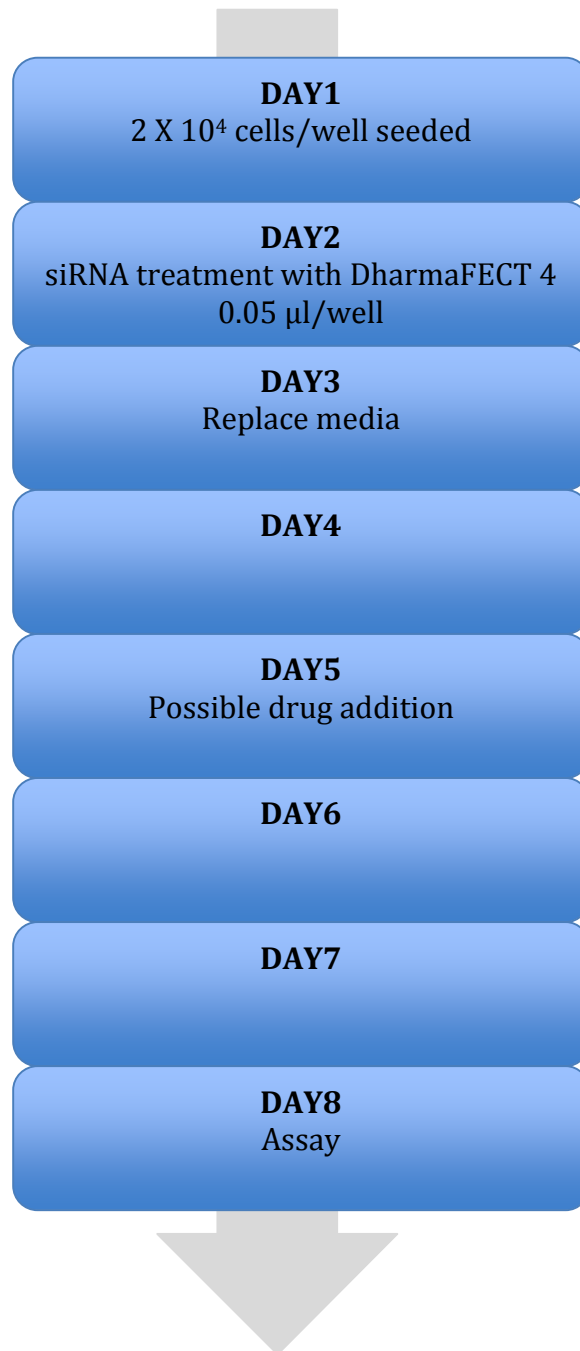 DAY1
2 X 10⁴ cells/well seeded
DAY2
siRNA treatment with DharmaFECT 4
0.05 μl/well
DAY3
Replace media
DAY4
DAY5
Possible drug addition
DAY6
DAY7
DAY8
Assay